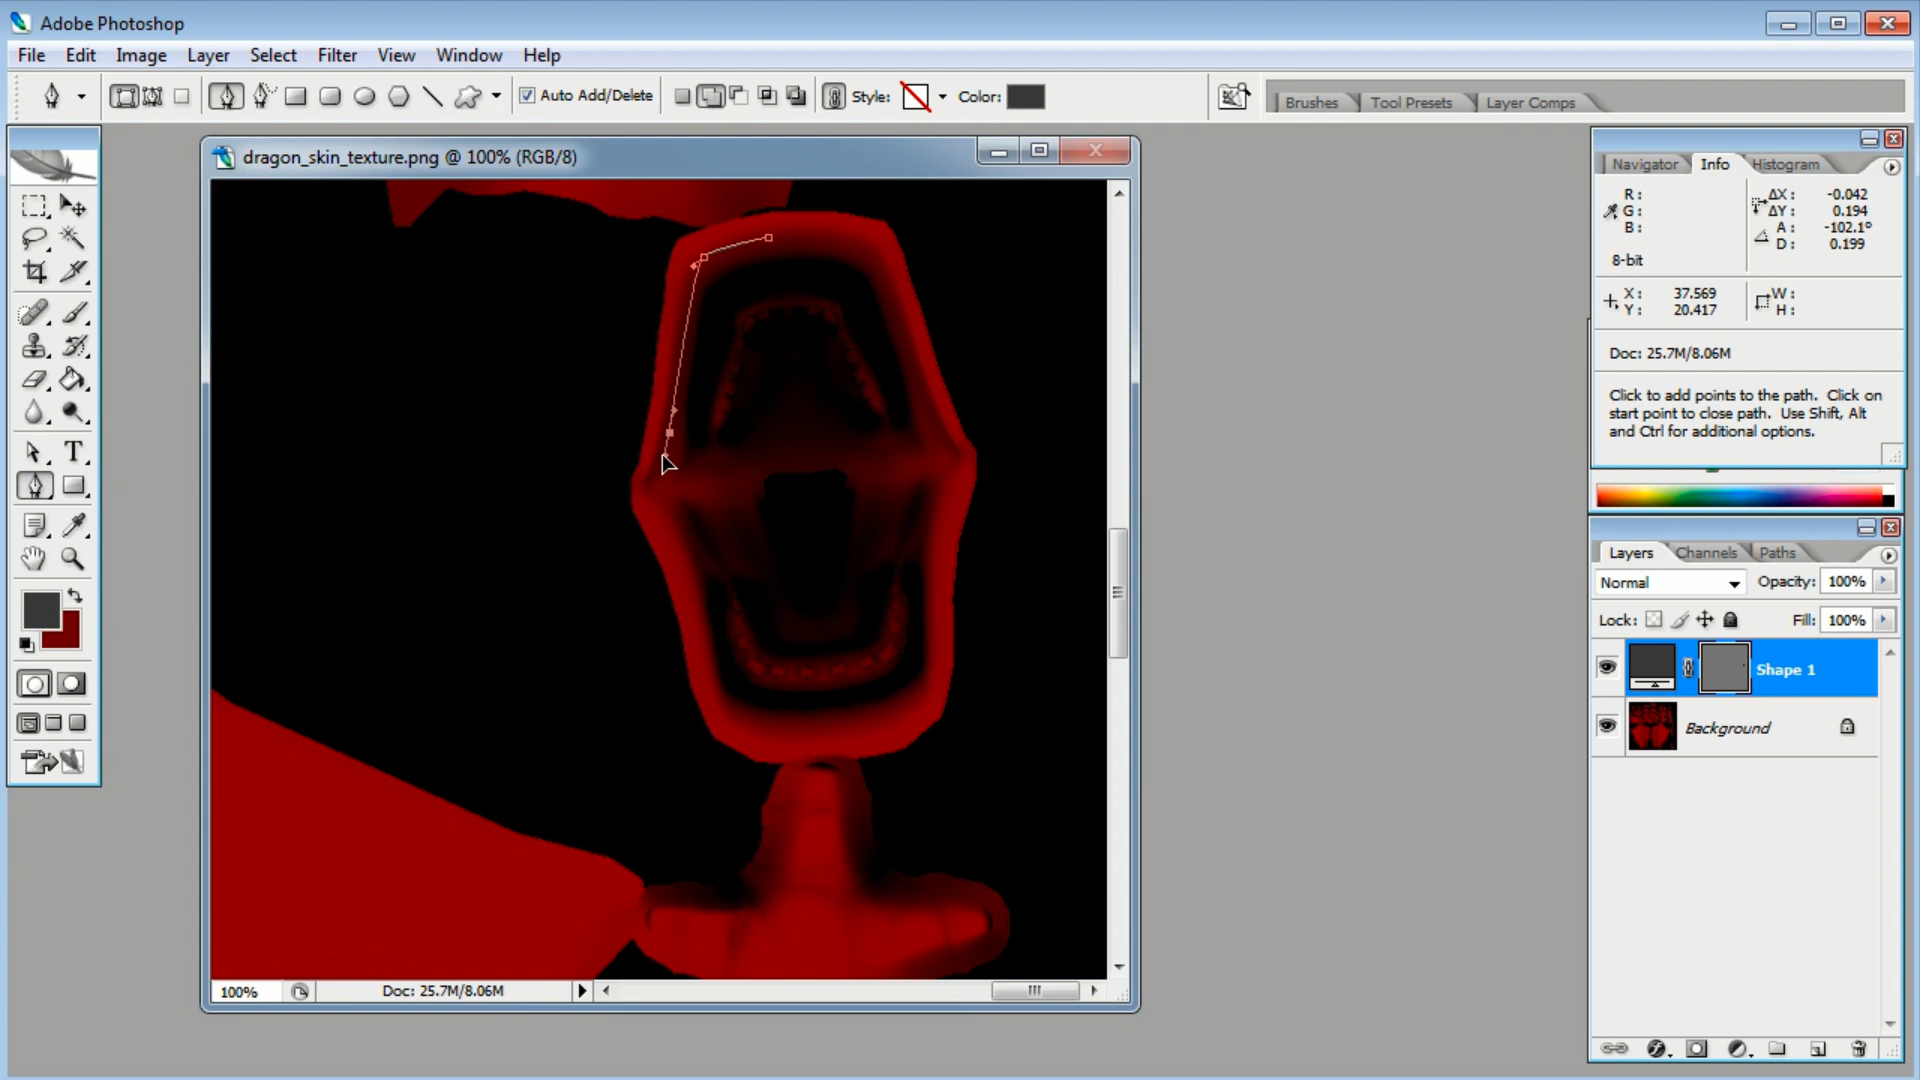 Adobe Photoshop
File Edit Image Layer Select Filter View Window Help
Auto Add/Delete Style: Color: Brushes Tool Presets Layer Comps
dragon_skin_texture.png @ 100% (RGB/8)
Navigator Info Histogram
R: ΔX: -0.042
G: ΔY: 0.194
B: A: -102.1°
D: 0.199
8-bit
X: 37.569 W:
Y: 20.417 H:
Doc: 25.7M/8.06M
Click to add points to the path. Click on
start point to close path. Use Shift, Alt
and Ctrl for additional options.
T
Layers Channels Paths
Normal Opacity: 100%
Lock: Fill: 100%
Shape 1
Background
100% Doc: 25.7M/8.06M